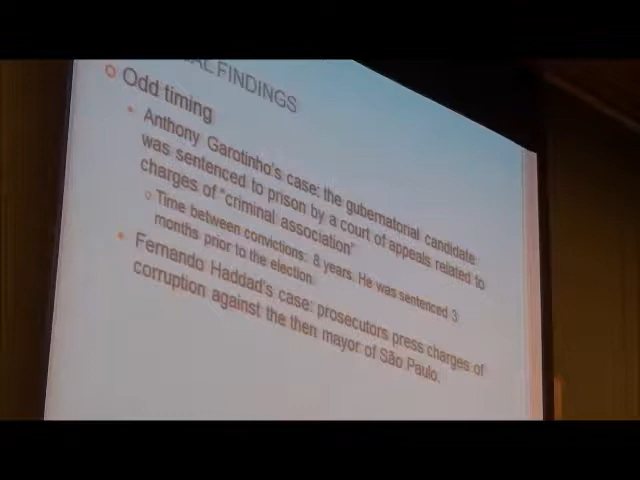 FINDINGS
Odd timing
Anthony Garotinho's case: the gubernatorial candidate
was sentenced to prison by a court of appeals related to
charges of "criminal association"
Time between convictions: 8 years. He was sentenced 3
months prior to the election.
Fernando Haddad's case: prosecutors press charges of
corruption against the then mayor of São Paulo.